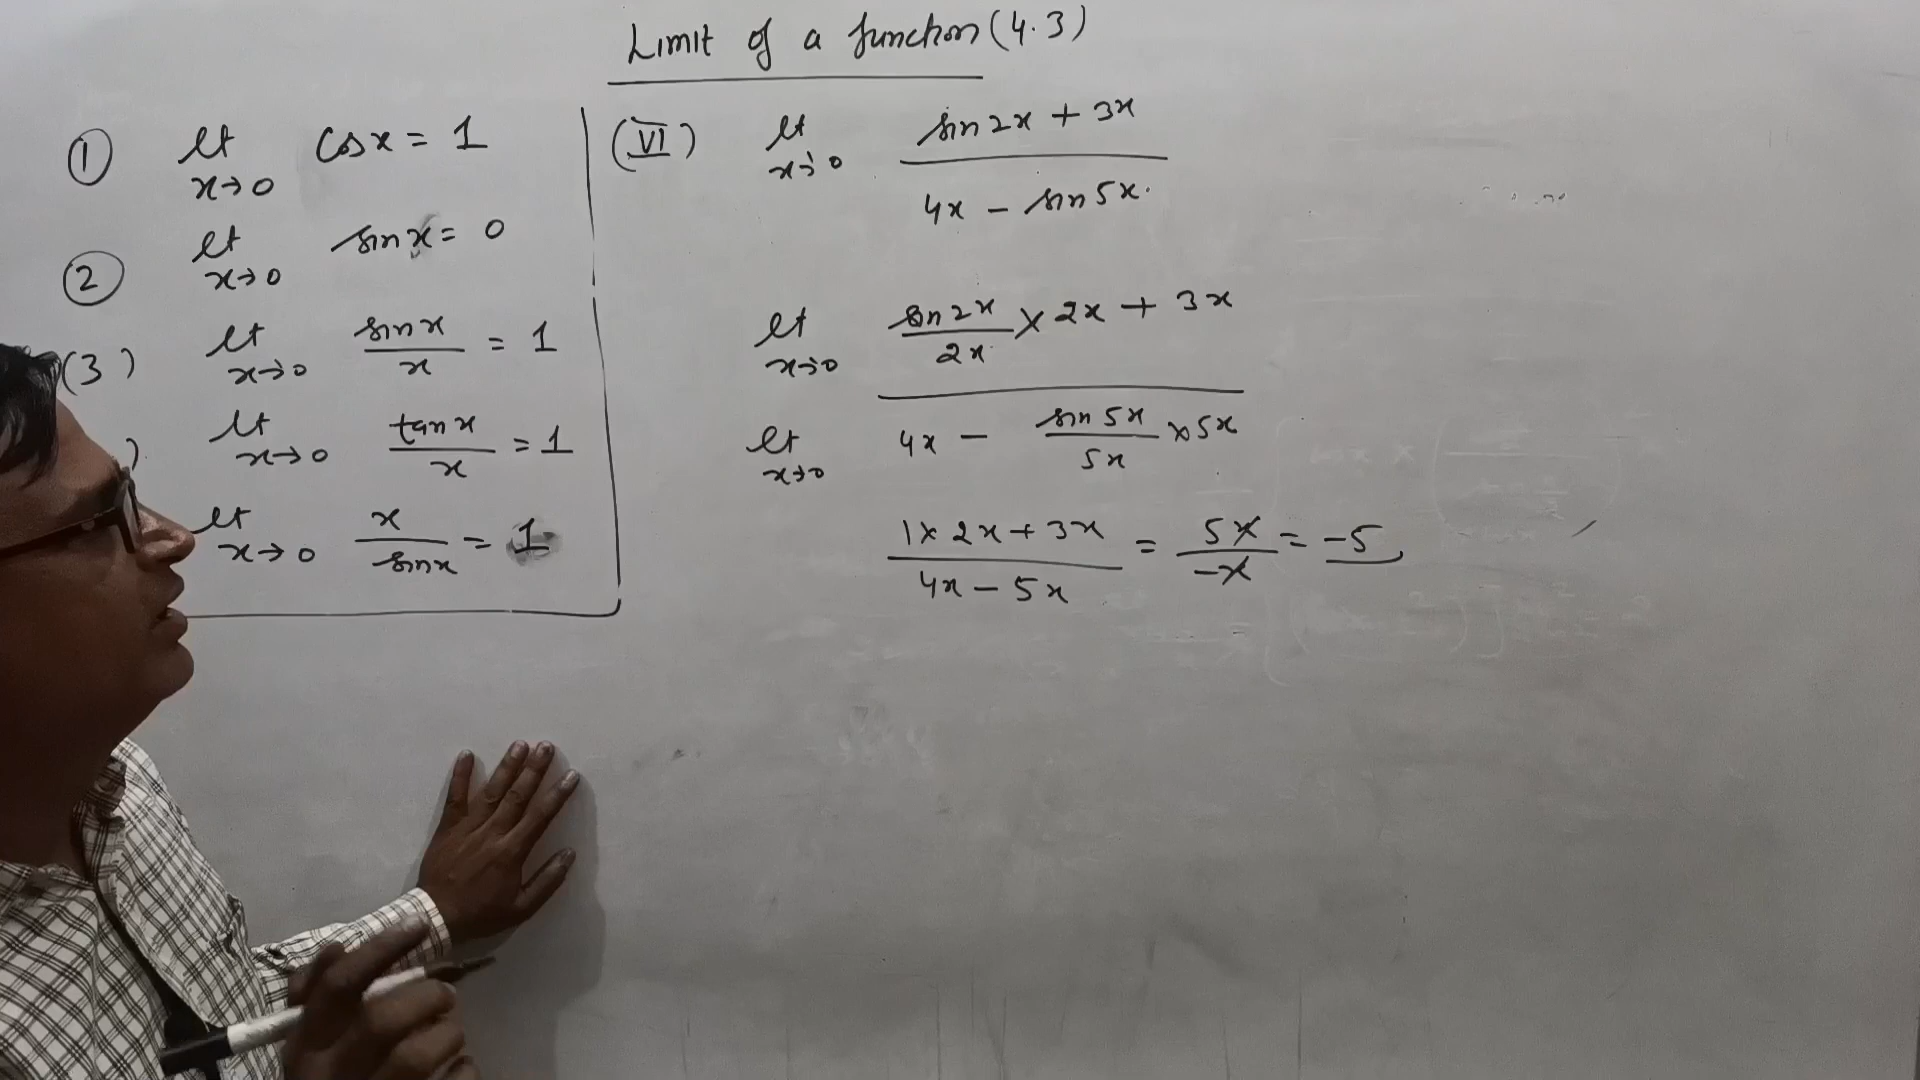 Limit of a function (4.3)
① lt x→0 cos x = 1
② lt x→0 sin x = 0
(3) lt x→0 sin x / x = 1
) lt x→0 tan x / x = 1
lt x→0 x / sin x = 1
(VI) lt x→0 sin 2x + 3x
4x - sin 5x
lt x→0 sin 2x / 2x × 2x + 3x
lt x→0 4x - sin 5x / 5x × 5x
1 × 2x + 3x / 4x - 5x = 5x / -x = -5